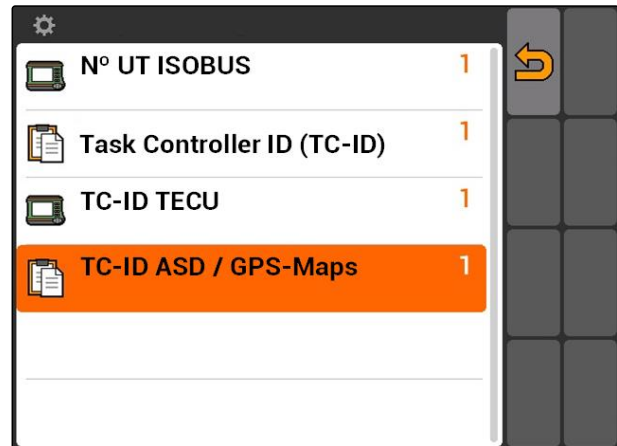 Nº UT ISOBUS 1
Task Controller ID (TC-ID) 1
TC-ID TECU 1
TC-ID ASD / GPS-Maps 1